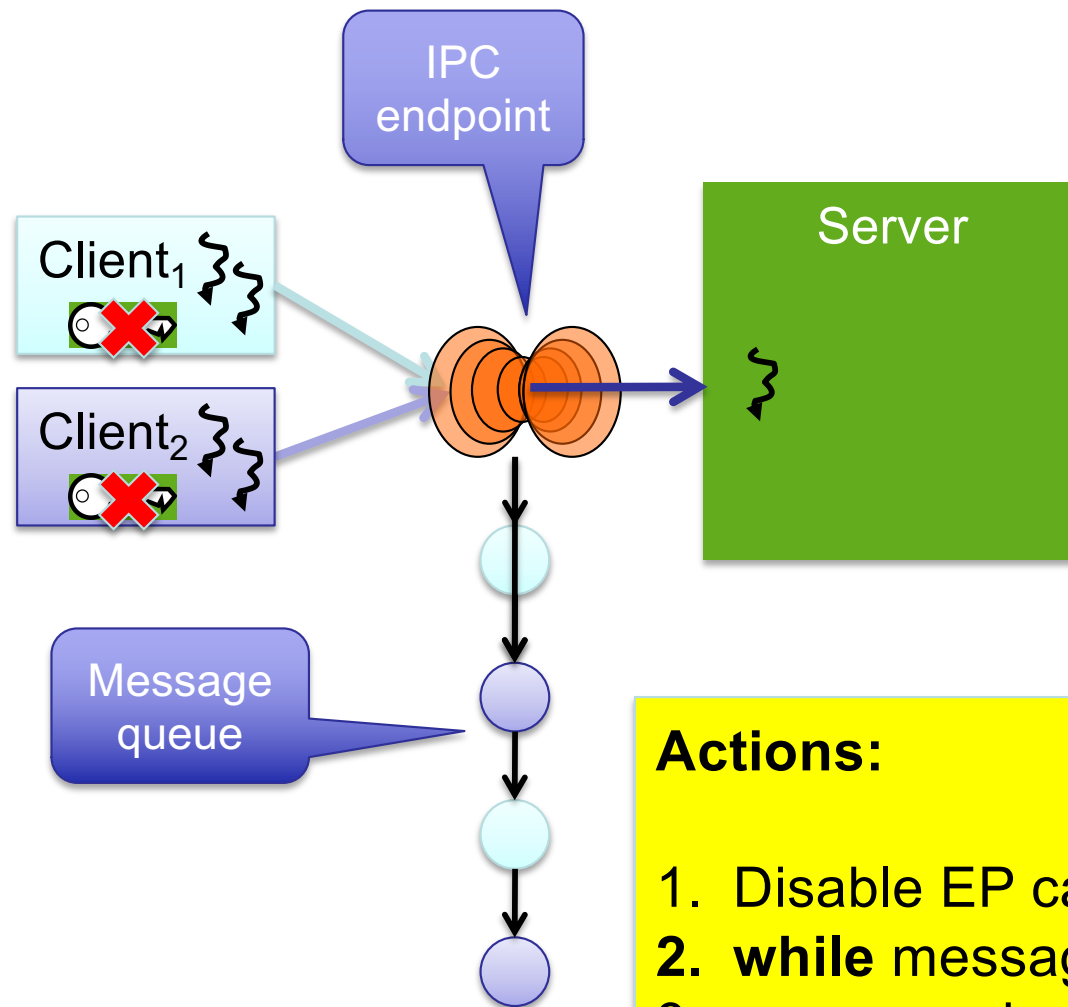 IPC
endpoint
Server
Client₁
Client₂
Message
queue
Actions:
1. Disable EP
2. while